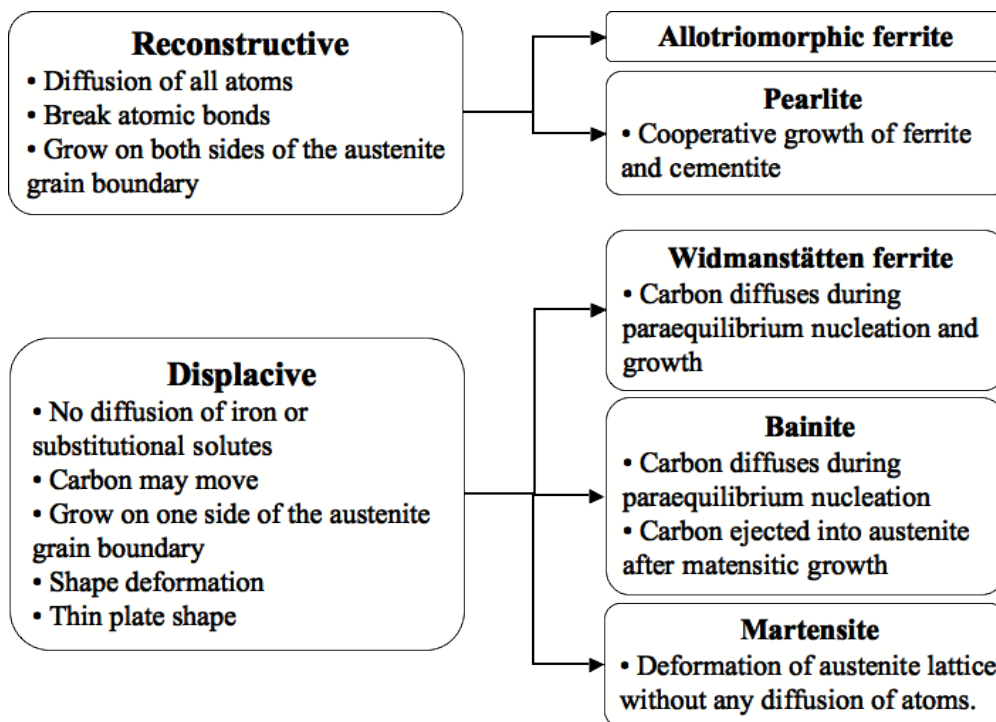 Reconstructive
• Diffusion of all atoms
• Break atomic bonds
• Grow on both sides of the austenite
grain boundary
Allotriomorphic ferrite
Pearlite
• Cooperative growth of ferrite
and cementite
Displacive
• No diffusion of iron or
substitutional solutes
• Carbon may move
• Grow on one side of the austenite
grain boundary
• Shape deformation
• Thin plate shape
Widmanstätten ferrite
• Carbon diffuses during
paraequilibrium nucleation and
growth
Bainite
• Carbon diffuses during
paraequilibrium nucleation
• Carbon ejected into austenite
after matensitic growth
Martensite
• Deformation of austenite lattice
without any diffusion of atoms.